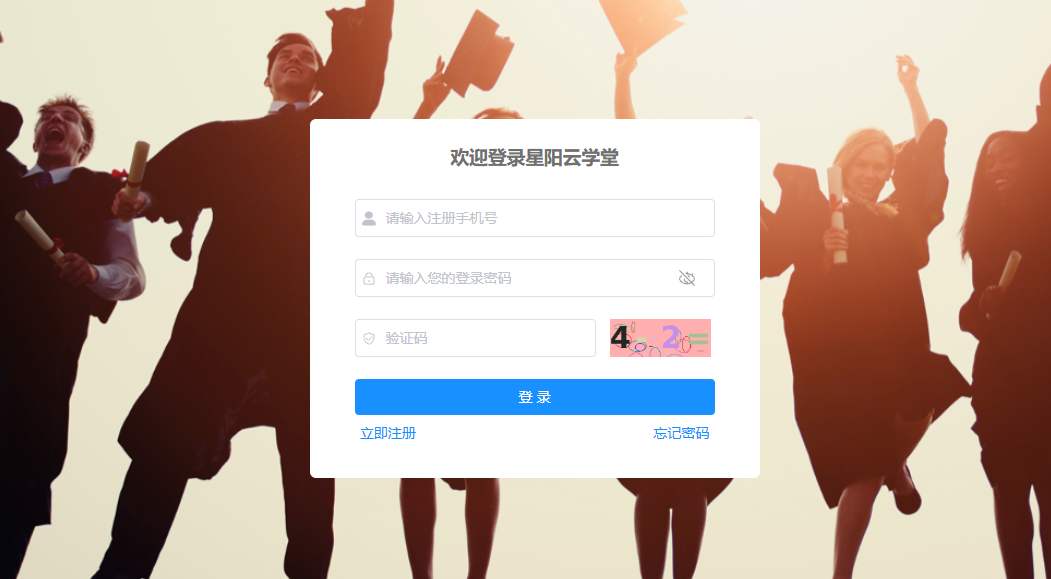 欢迎登录星阳云学堂
请输入注册手机号
请输入您的登录密码
验证码
4 2 =
登 录
立即注册
忘记密码